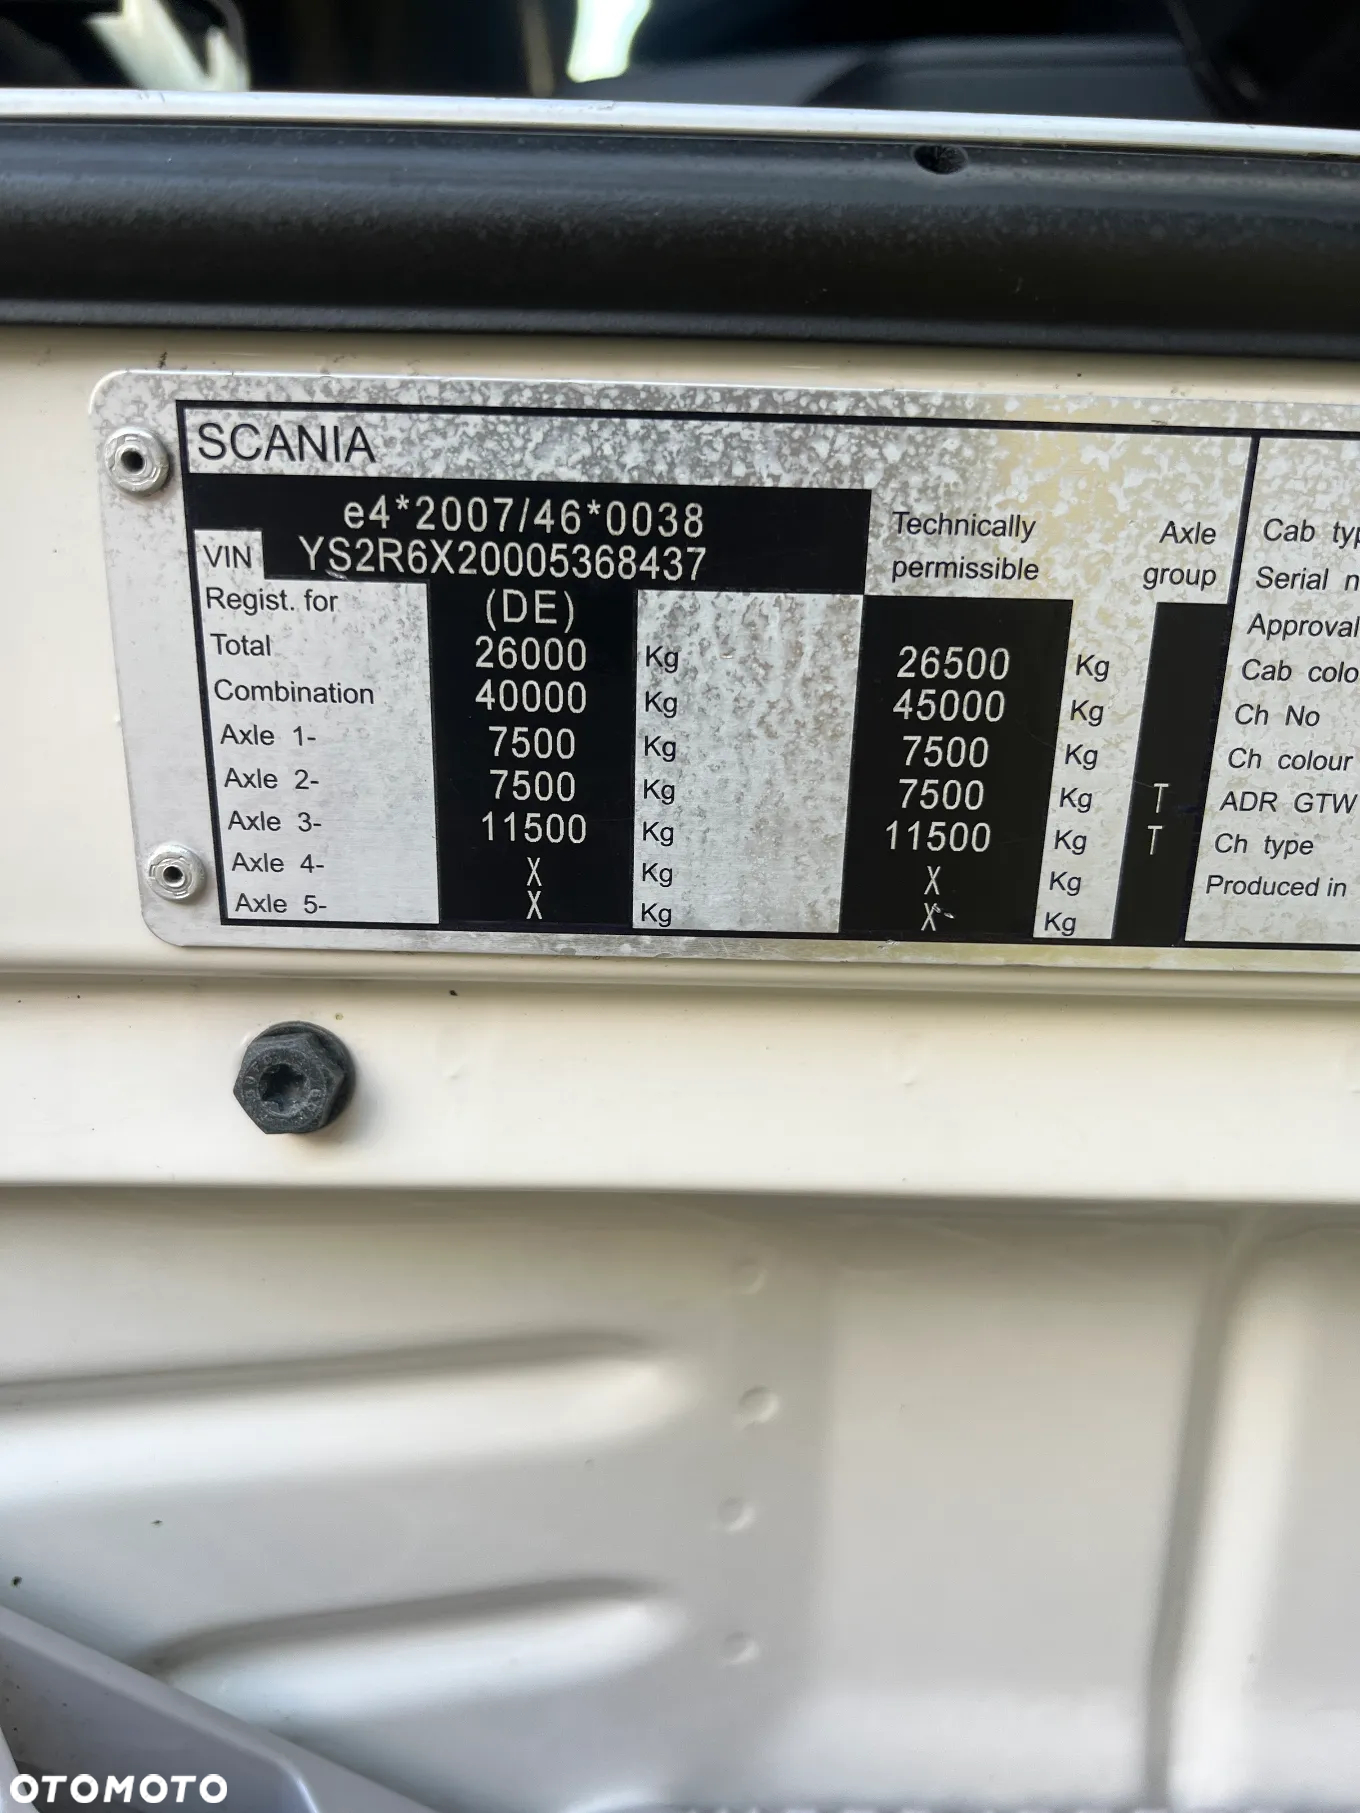 SCANIA
e4*2007/46*0038
VIN YS2R6X20005368437
Technically permissible
Axle group
Regist. for (DE)
Total 26000 Kg 26500 Kg
Combination 40000 Kg 45000 Kg
Axle 1- 7500 Kg 7500 Kg
Axle 2- 7500 Kg 7500 Kg T
Axle 3- 11500 Kg 11500 Kg T
Axle 4- X Kg X Kg
Axle 5- X Kg X Kg
Cab
Serial
Approval
Cab
Ch No
Ch colour
ADR GTW
Ch type
Produced in
OTOMOTO